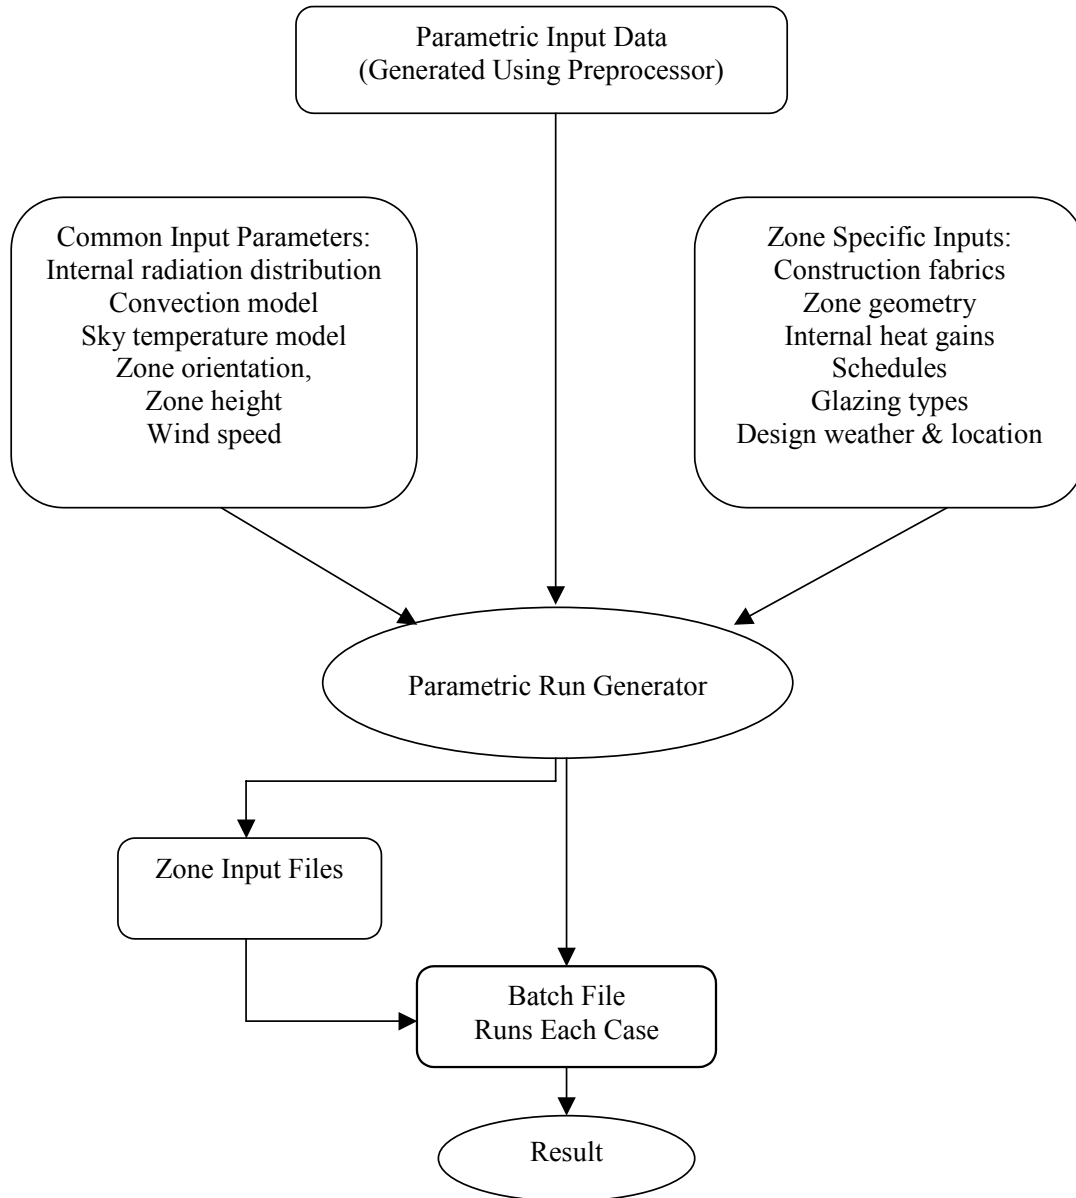 Parametric Input Data
(Generated Using Preprocessor)
Common Input Parameters:
Internal radiation distribution
Convection model
Sky temperature model
Zone orientation,
Zone height
Wind speed
Zone Specific Inputs:
Construction fabrics
Zone geometry
Internal heat gains
Schedules
Glazing types
Design weather & location
Parametric Run Generator
Zone Input Files
Batch File
Runs Each Case
Result